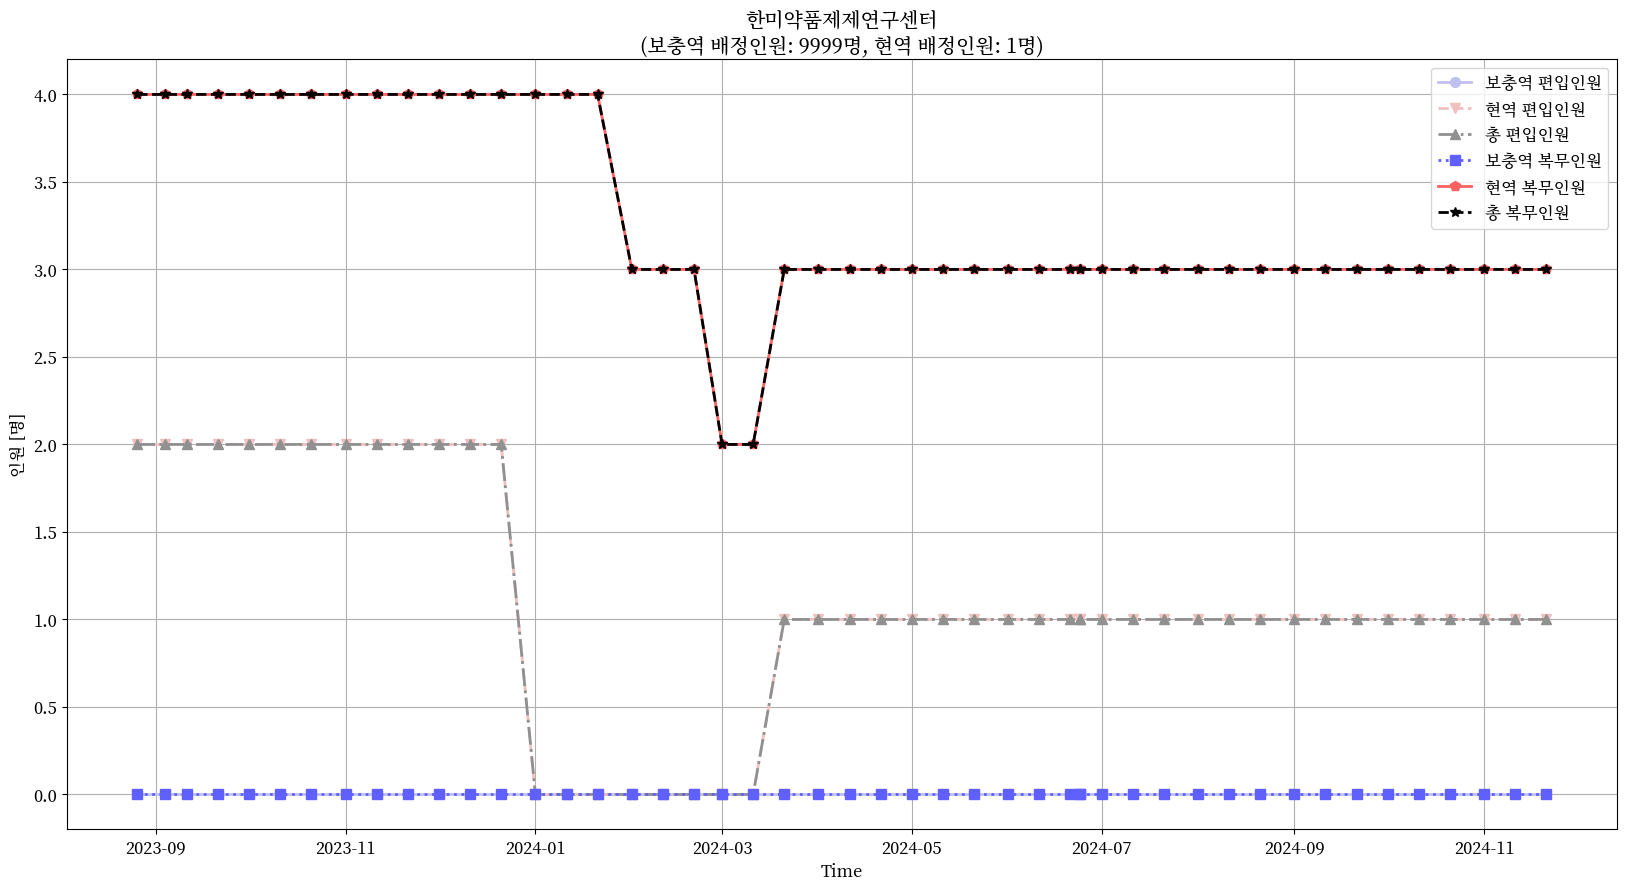 한미약품제제연구센터
(보충역 배정인원: 9999명, 현역 배정인원: 1명)
보충역 편입인원
현역 편입인원
총 편입인원
보충역 복무인원
현역 복무인원
총 복무인원
인원 [명]
4.0
3.5
3.0
2.5
2.0
1.5
1.0
0.5
0.0
2023-09
2023-11
2024-01
2024-03
2024-05
2024-07
2024-09
2024-11
Time